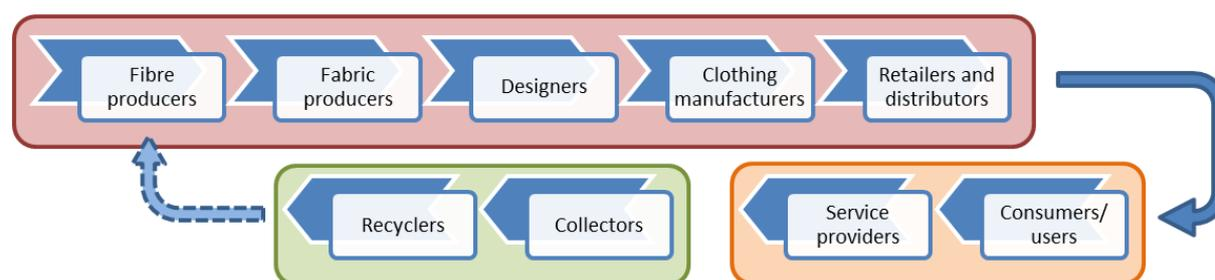 Fibre
producers
Fabric
producers
Designers
Clothing
manufacturers
Retailers and
distributors
Recyclers
Collectors
Service
providers
Consumers/
users